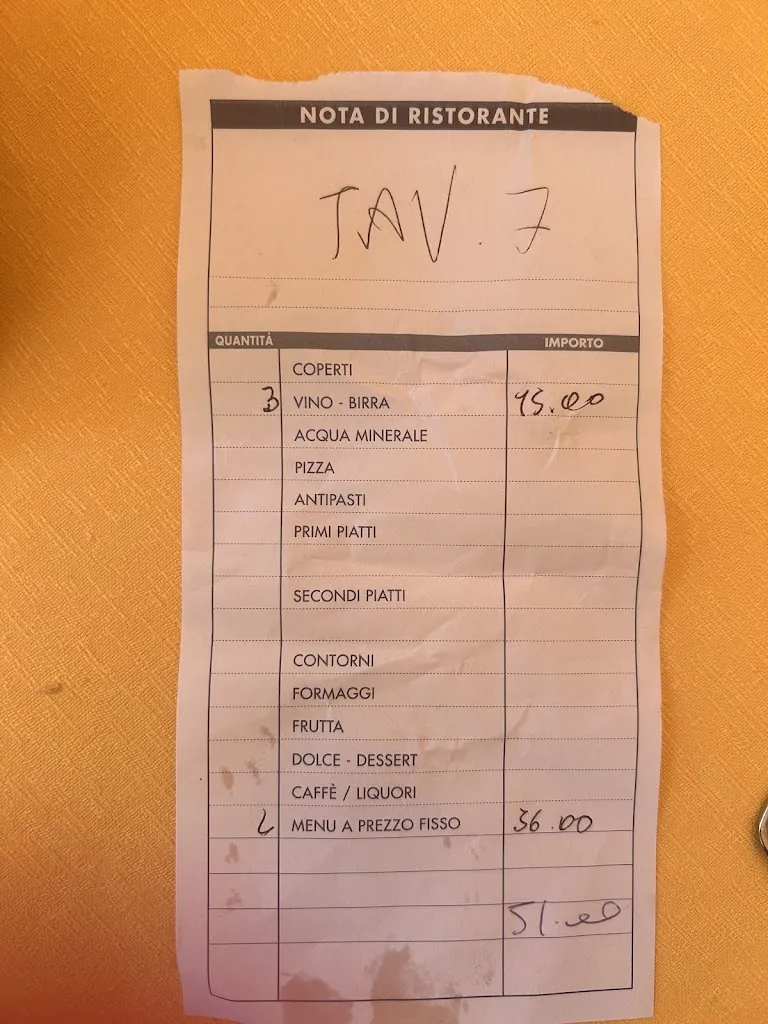 NOTA DI RISTORANTE
TAV. 7
QUANTITÀ IMPORTO
COPERTI
3 VINO - BIRRA 15.00
ACQUA MINERALE
PIZZA
ANTIPASTI
PRIMI PIATTI
SECONDI PIATTI
CONTORNI
FORMAGGI
FRUTTA
DOLCE - DESSERT
CAFFÈ / LIQUORI
2 MENU A PREZZO FISSO 36.00
51.00